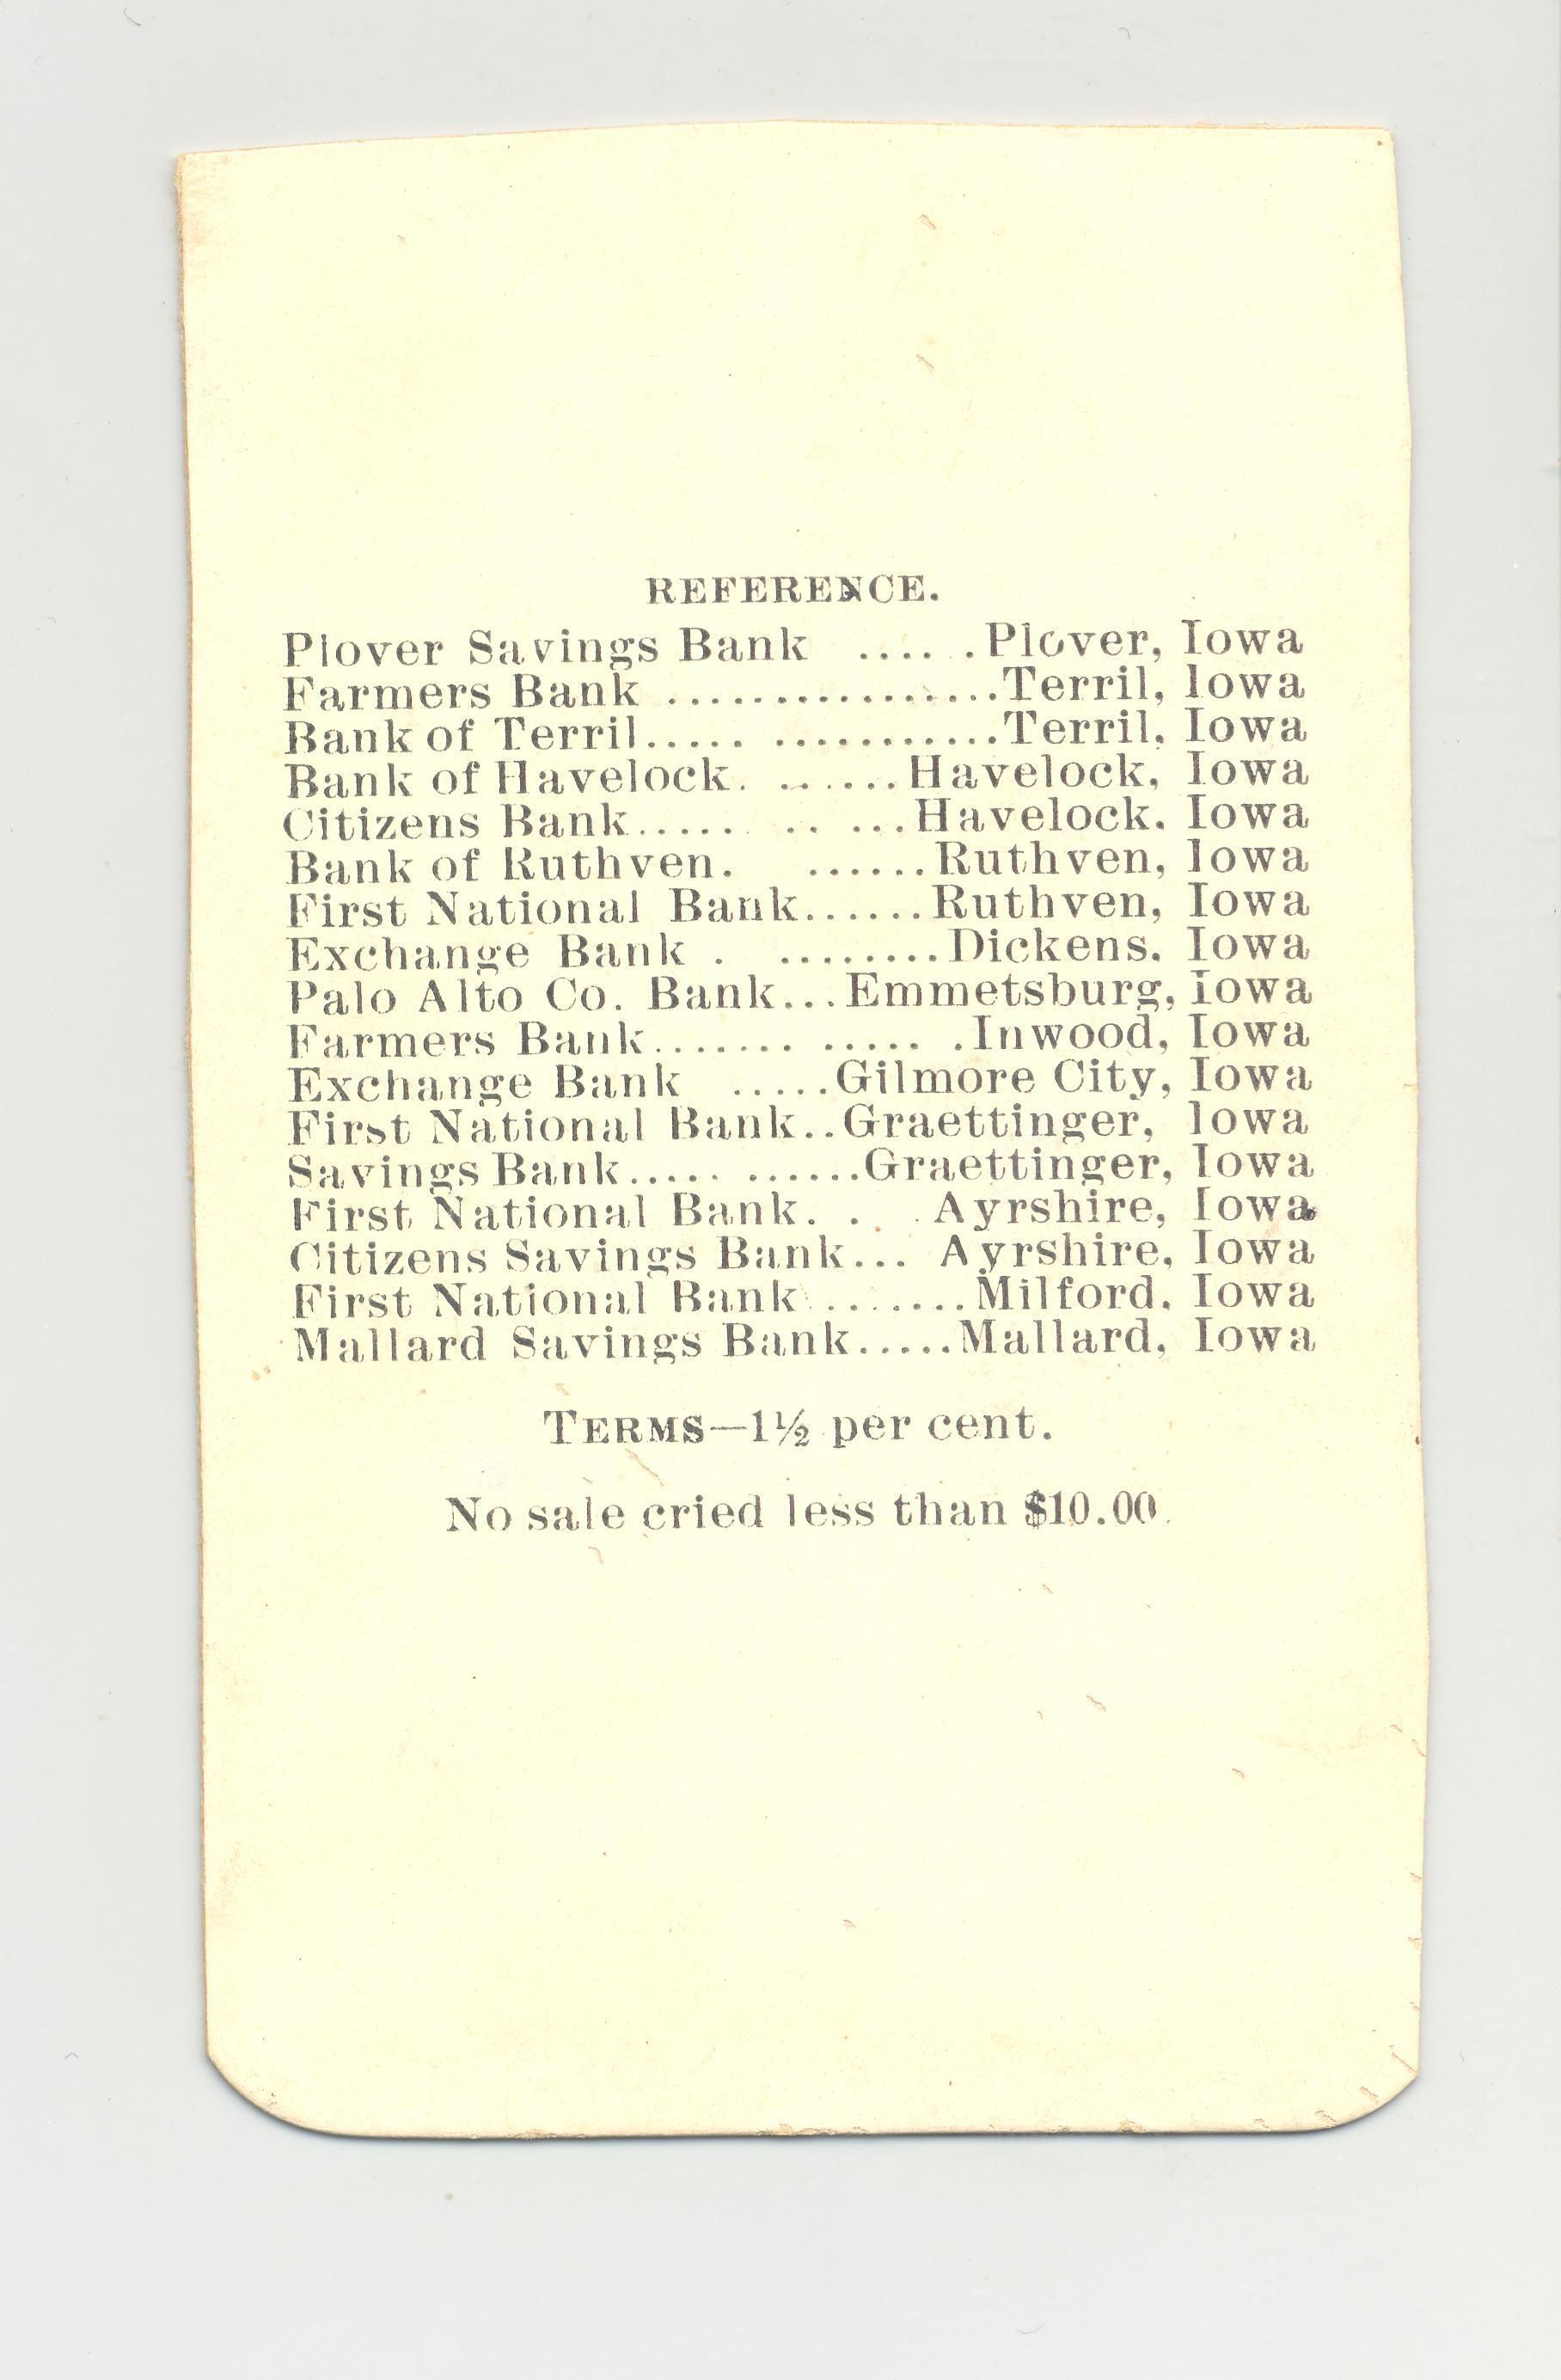 REFERENCE.
Plover Savings Bank ..... .Plover, Iowa
Farmers Bank ................Terril, Iowa
Bank of Terril..... ...........Terril, Iowa
Bank of Havelock. ......Havelock, Iowa
Citizens Bank..... .. ...Havelock. Iowa
Bank of Ruthven. ......Ruthven, Iowa
First National Bank......Ruthven, Iowa
Exchange Bank . ........Dickens. Iowa
Palo Alto Co. Bank...Emmetsburg, Iowa
Farmers Bank....... ..... .Inwood, Iowa
Exchange Bank .....Gilmore City, Iowa
First National Bank..Graettinger, Iowa
Savings Bank..... ......Graettinger, Iowa
First National Bank. . . .Ayrshire, Iowa
Citizens Savings Bank... Ayrshire, Iowa
First National Bank .......Milford. Iowa
Mallard Savings Bank.....Mallard, Iowa
TERMS—1½ per cent.
No sale cried less than $10.00.